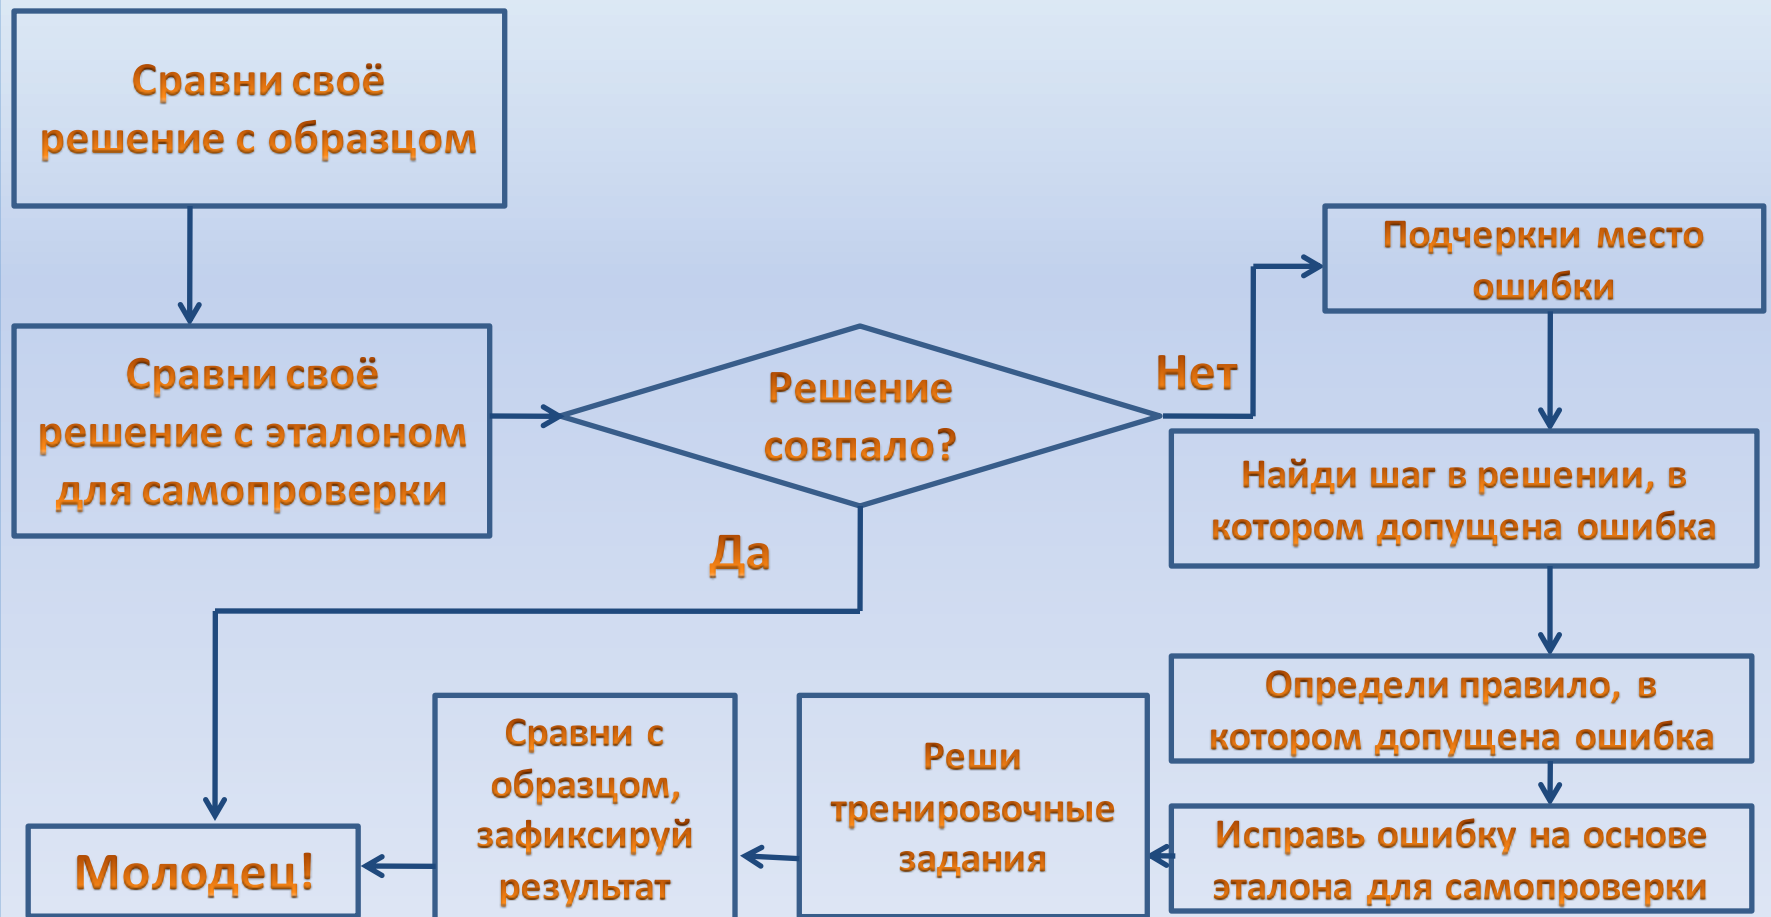 Сравни своё
решение с образцом
Сравни своё
решение с эталоном
для самопроверки
Решение
совпало?
Нет
Да
Подчеркни место
ошибки
Найди шаг в решении, в
котором допущена ошибка
Определи правило, в
котором допущена ошибка
Исправь ошибку на основе
эталона для самопроверки
Реши
тренировочные
задания
Сравни с
образцом,
зафиксируй
результат
Молодец!